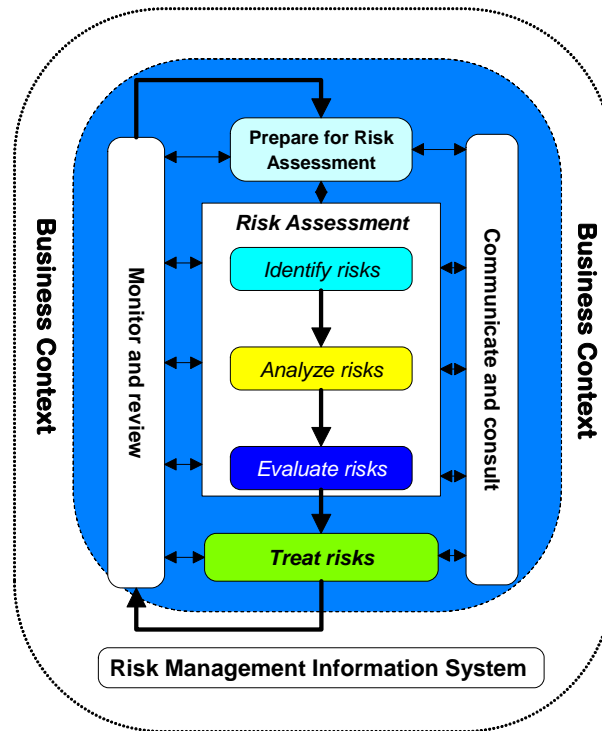 Prepare for Risk
Assessment
Risk Assessment
Identify risks
Analyze risks
Evaluate risks
Treat risks
Monitor and review
Communicate and consult
Business Context
Business Context
Risk Management Information System